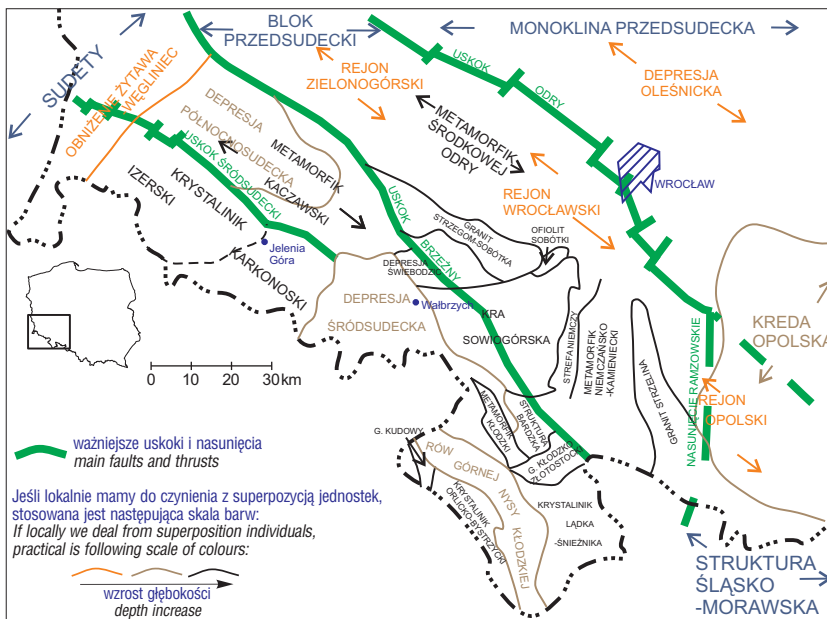 BLOK
PRZEDSUDECKI
MONOKLINA PRZEDSUDECKA
SUDETY
OBNIŻENIE ŻYTAWA
WĘGLINIEC
REJON
ZIELONOGÓRSKI
USKOK
ODRY
DEPRESJA
OLEŚNICKA
DEPRESJA
PÓŁNOCNOSUDECKA
METAMORFIK
KACZAWSKI
METAMORFIK
ŚRODKOWEJ
ODRY
USKOK ŚRÓDSUDECKI
IZERSKI
KRYSTALINIK
KARKONOSKI
WROCŁAW
REJON
WROCŁAWSKI
USKOK
BRZEŻNY
GRANIT
STRZEGOM-SOBÓTKA
OFIOLIT
SOBÓTKI
Jelenia
Góra
DEPRESJA
ŚWIEBODZIC
DEPRESJA
ŚRÓDSUDECKA
Wałbrzych
KRA
SOWIOGÓRSKA
STREFA NIEMCZY
METAMORFIK
NIEMCZAŃSKO
-KAMIENIECKI
GRANIT STRZELINA
NASUNIĘCIE RAMZOWSKIE
KREDA
OPOLSKA
REJON
OPOLSKI
0 10 20 30 km
METAMORFIK
KŁODZKI
STRUKTURA
BARDZKA
G. KŁODZKO
ZŁOTOSTOCKI
G. KUDOWY
RÓW
GÓRNEJ
NYSY
KŁODZKIEJ
KRYSTALINIK
ORLICKO-BYSTRZYCKI
KRYSTALINIK
LĄDKA
-ŚNIEŻNIKA
STRUKTURA
ŚLĄSKO
-MORAWSKA
ważniejsze uskoki i nasunięcia
main faults and thrusts
Jeśli lokalnie mamy do czynienia z superpozycją jednostek,
stosowana jest następująca skala barw:
If locally we deal from superposition individuals,
practical is following scale of colours:
wzrost głębokości
depth increase